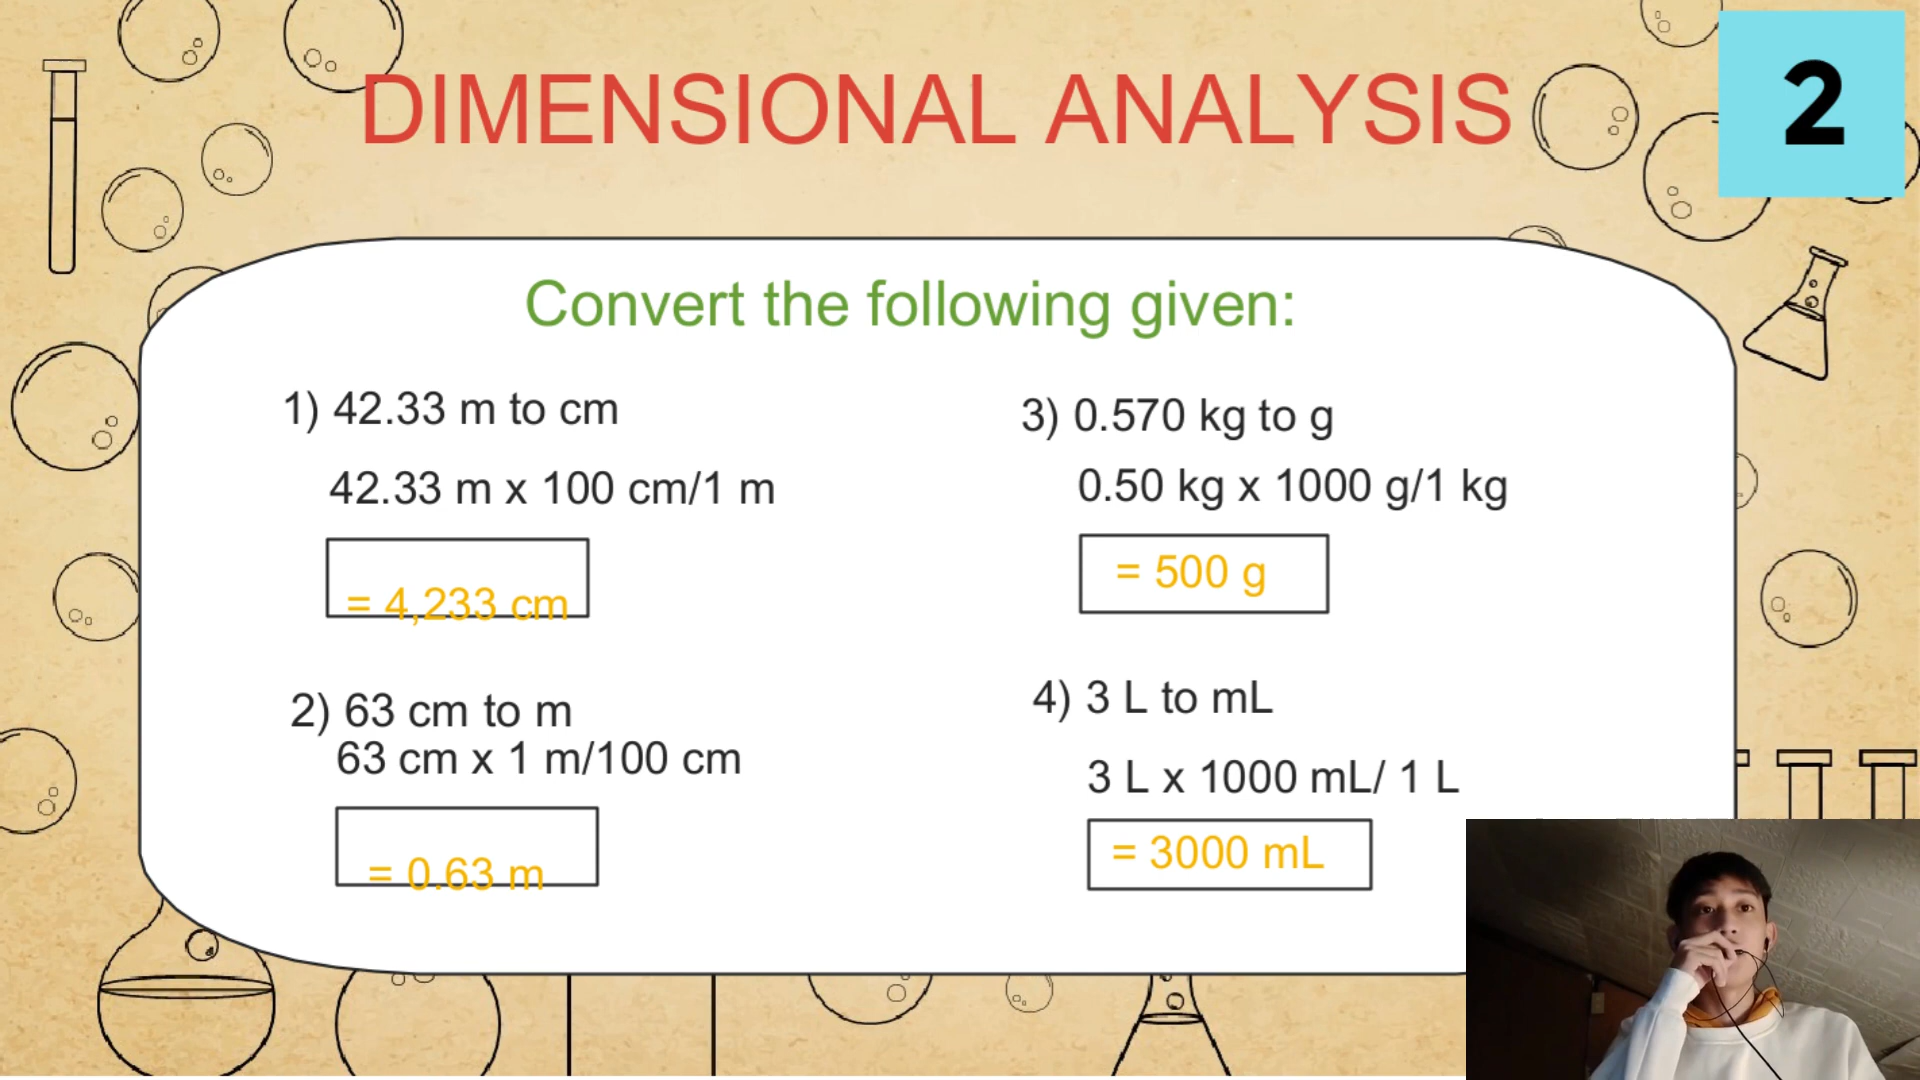 DIMENSIONAL ANALYSIS
2
Convert the following given:
1) 42.33 m to cm
42.33 m x 100 cm/1 m
= 4,233 cm
2) 63 cm to m
63 cm x 1 m/100 cm
= 0.63 m
3) 0.570 kg to g
0.50 kg x 1000 g/1 kg
= 500 g
4) 3 L to mL
3 L x 1000 mL/ 1 L
= 3000 mL